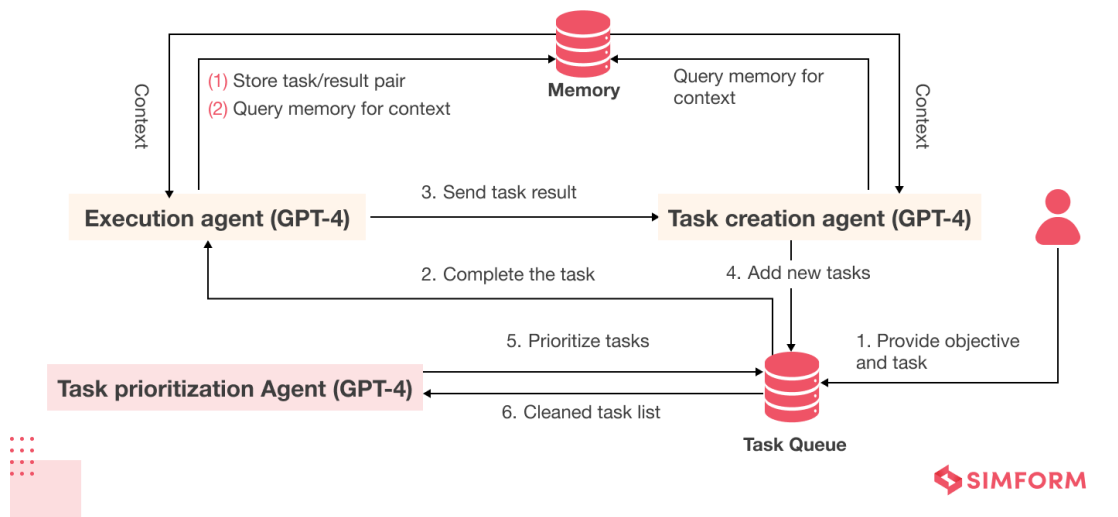 Memory
(1) Store task/result pair
(2) Query memory for context
Query memory for
context
Context
Context
3. Send task result
Execution agent (GPT-4)
Task creation agent (GPT-4)
2. Complete the task
4. Add new tasks
5. Prioritize tasks
1. Provide objective
and task
Task prioritization Agent (GPT-4)
6. Cleaned task list
Task Queue
SIMFORM